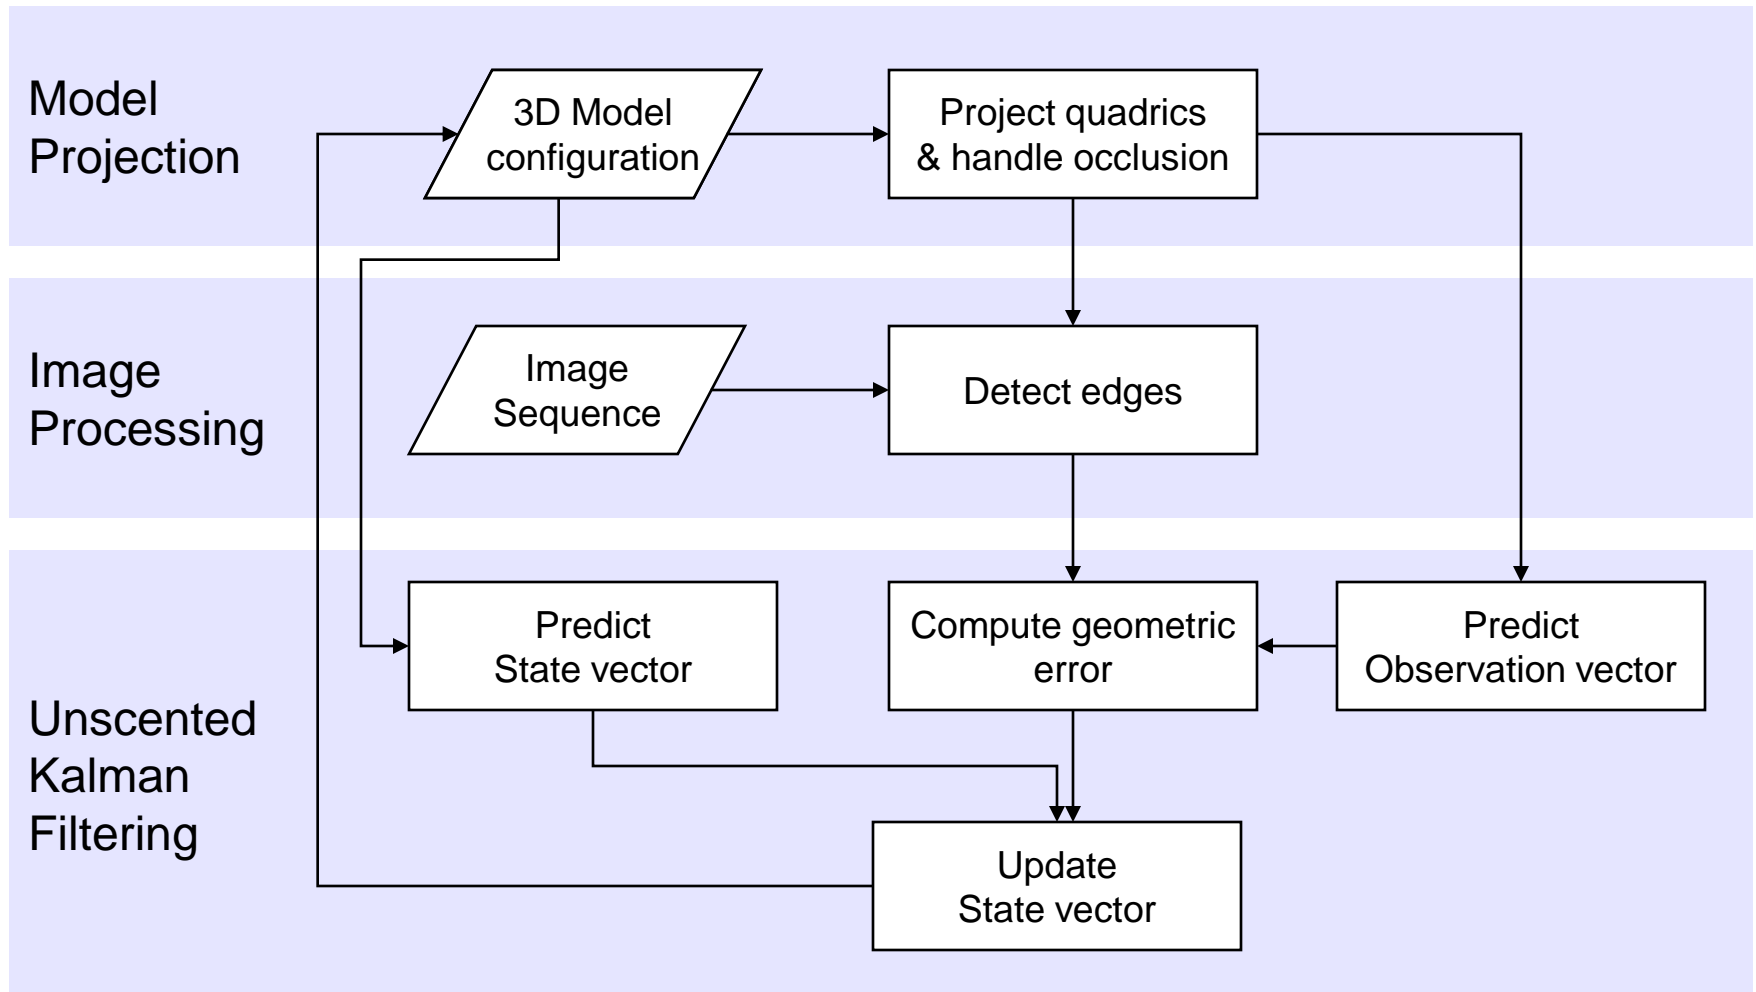 Model
Projection
3D Model
configuration
Project quadrics
& handle occlusion
Image
Processing
Image
Sequence
Detect edges
Unscented
Kalman
Filtering
Predict
State vector
Compute geometric
error
Predict
Observation vector
Update
State vector